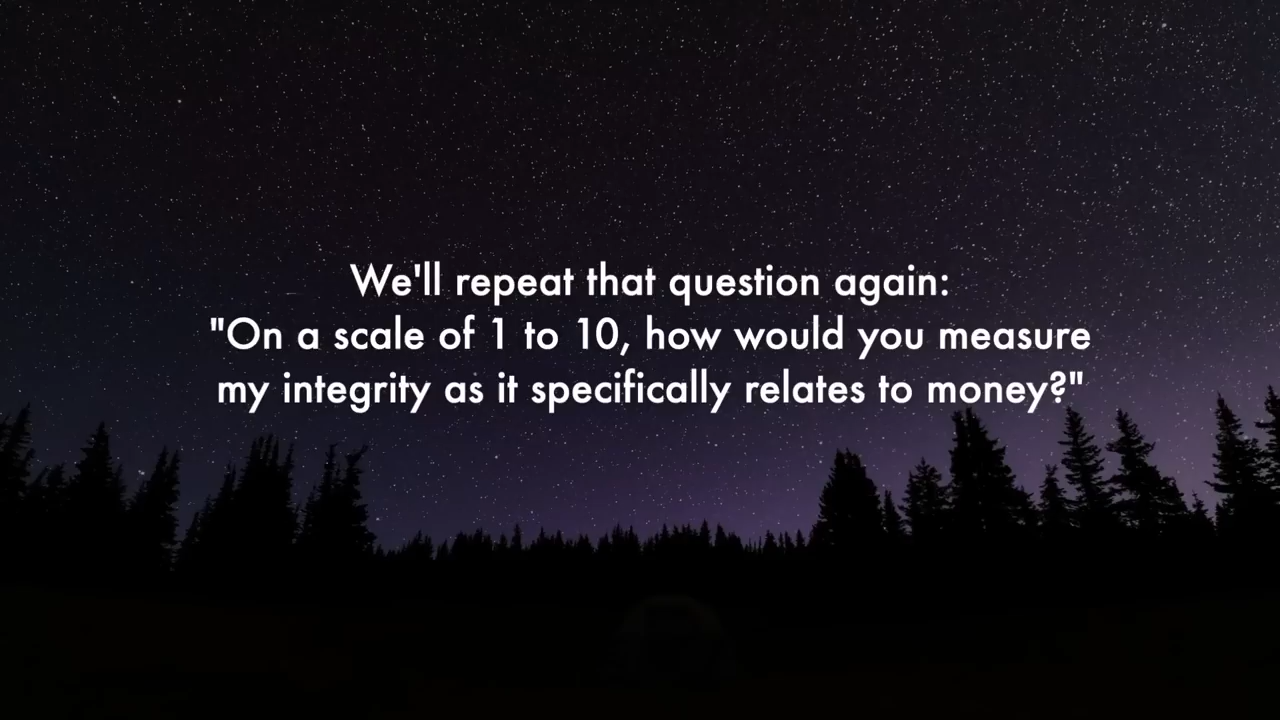 We'll repeat that question again:
"On a scale of 1 to 10, how would you measure
my integrity as it specifically relates to money?"